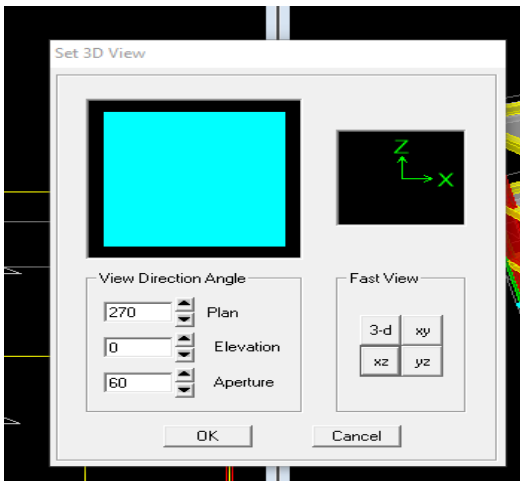 Set 3D View
Z
X
View Direction Angle
270 Plan
0 Elevation
60 Aperture
Fast View
3-d xy
xz yz
OK Cancel